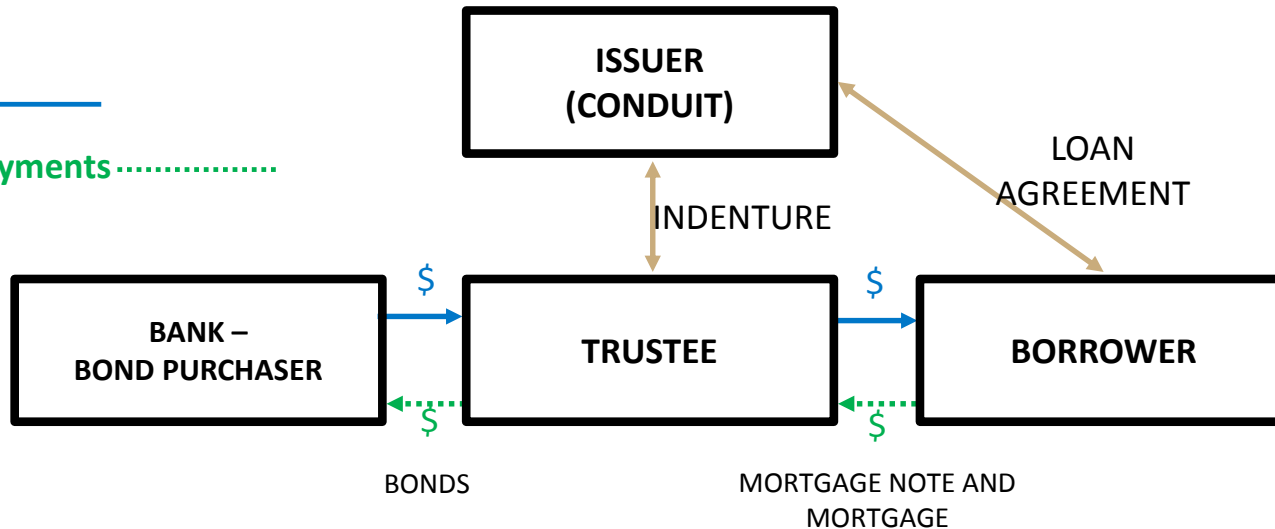 ISSUER
(CONDUIT)
LOAN
AGREEMENT
yments
INDENTURE
$
$
BANK –
BOND PURCHASER
TRUSTEE
BORROWER
$
$
BONDS
MORTGAGE NOTE AND
MORTGAGE